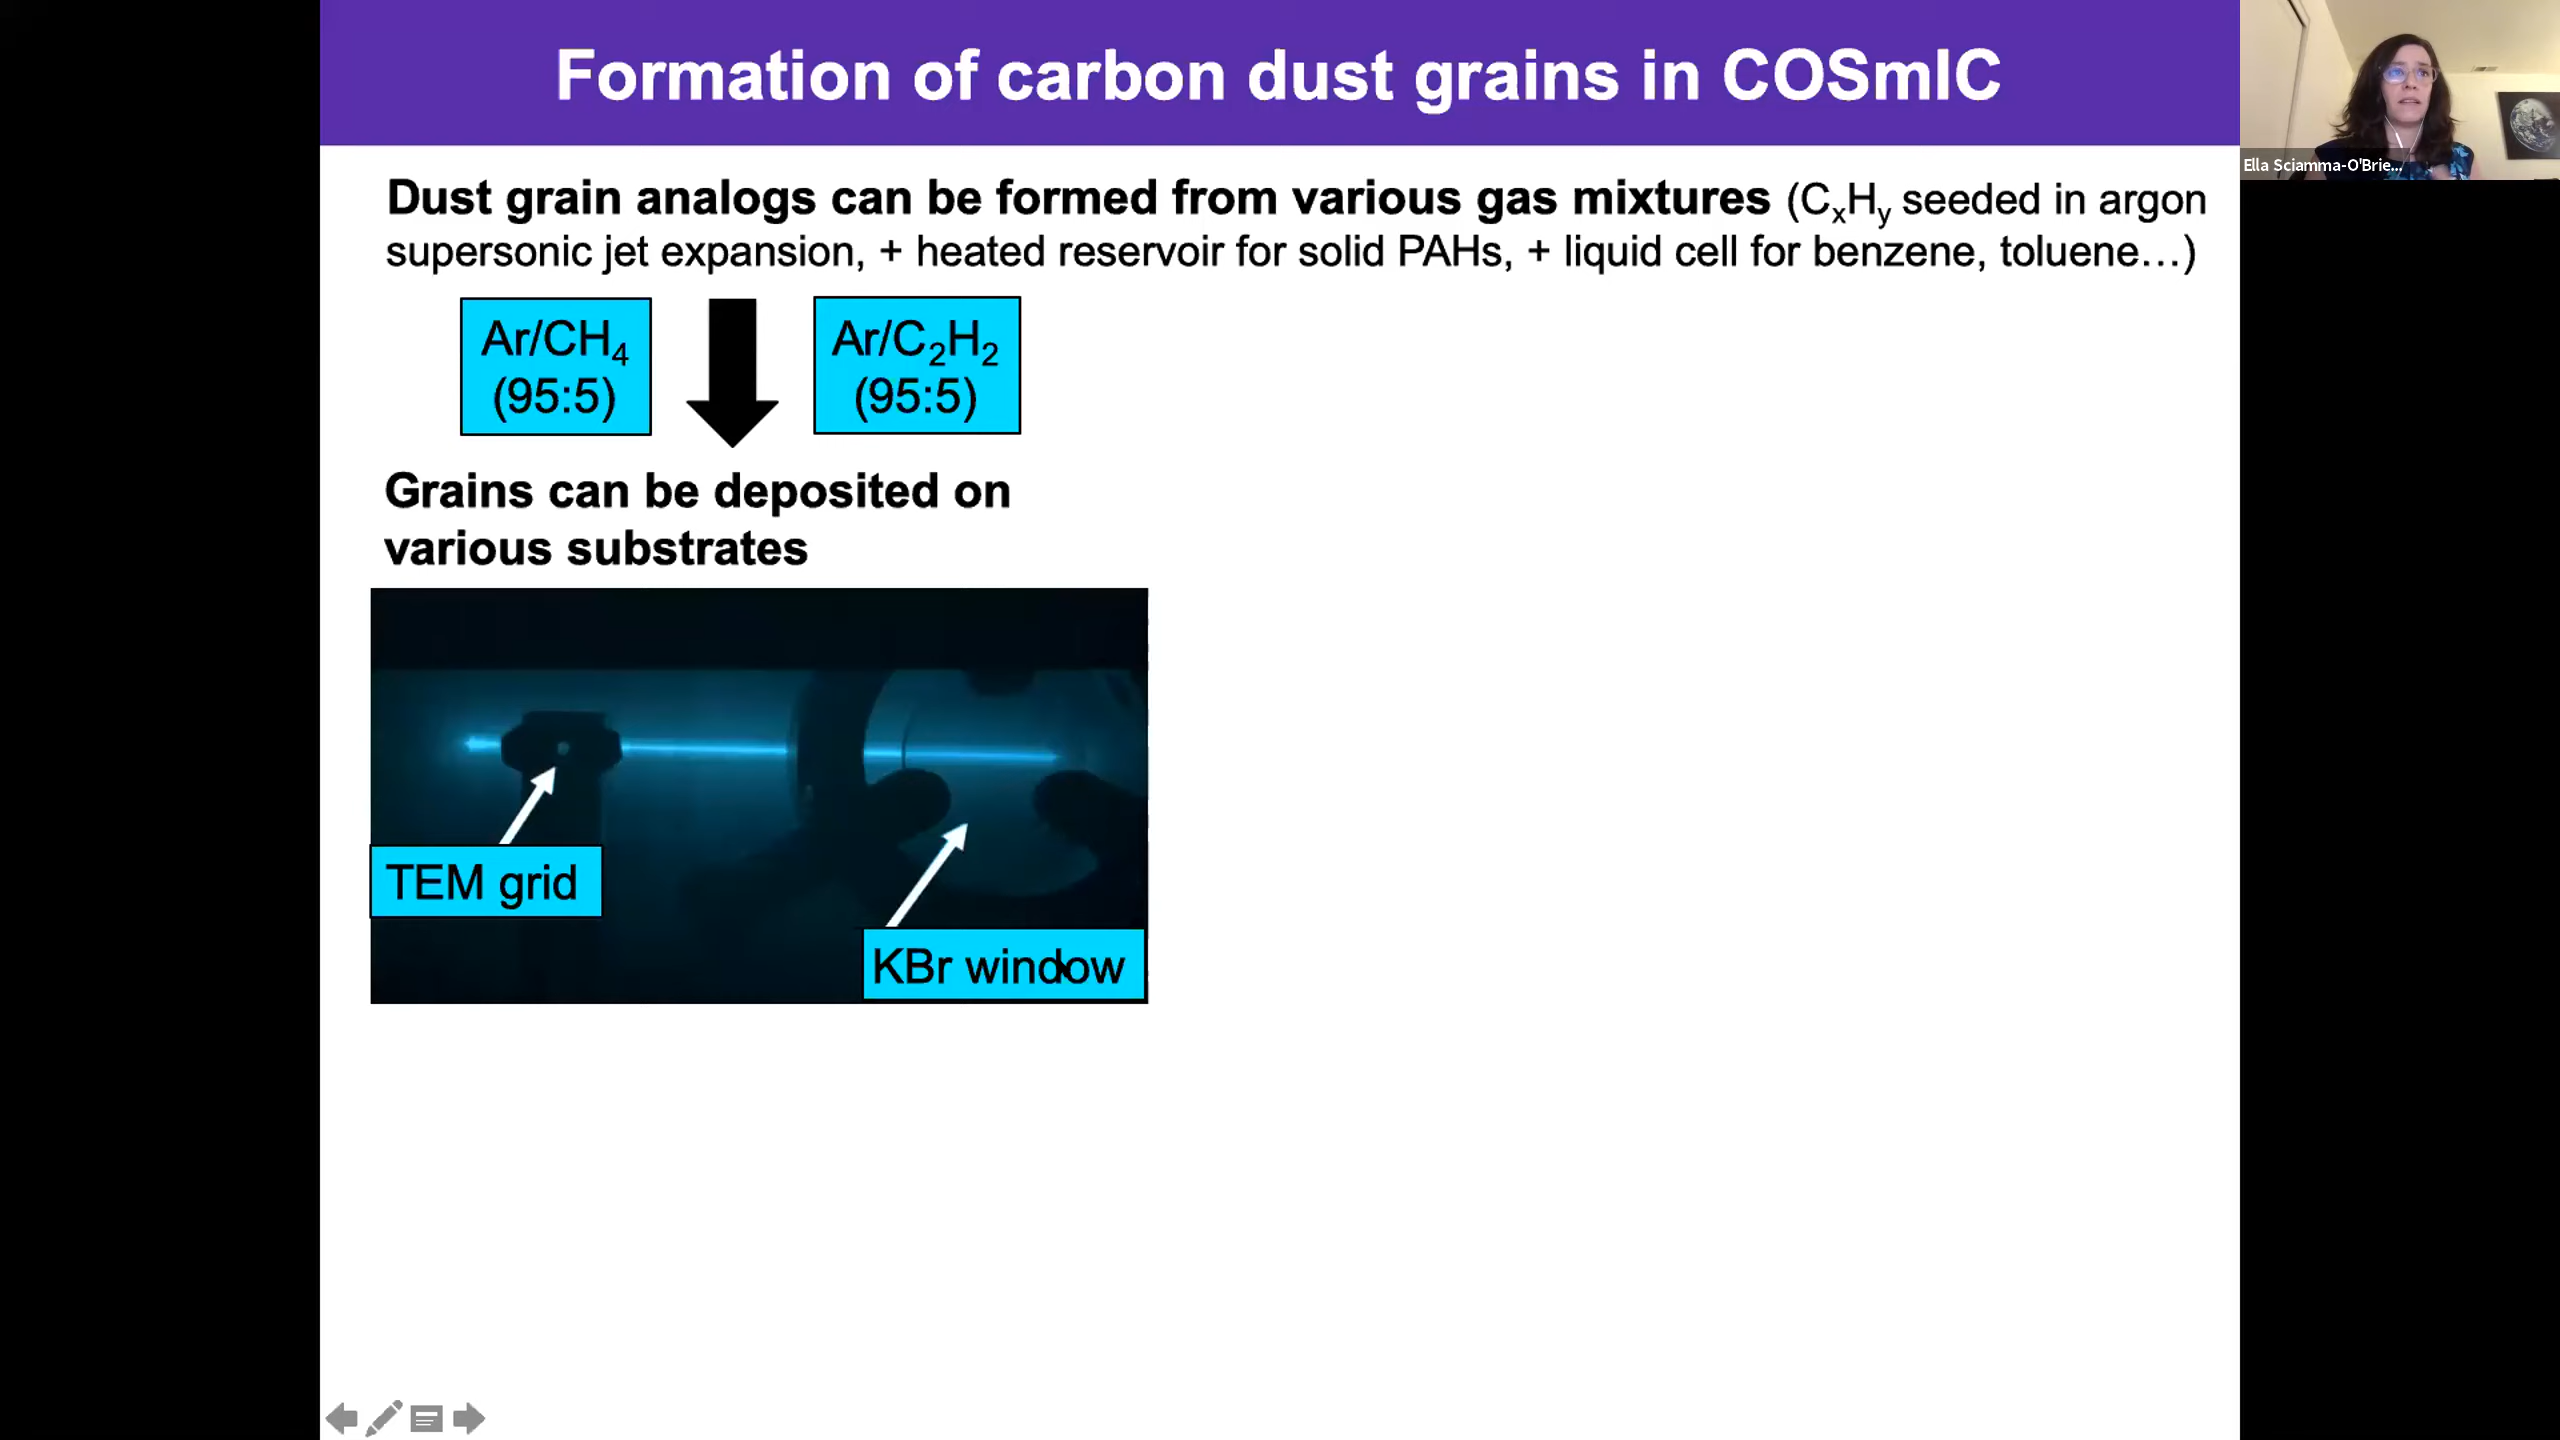 Formation of carbon dust grains in COSmIC
Ella Sciamma-O'Brie...
Dust grain analogs can be formed from various gas mixtures (CxHy seeded in argon
supersonic jet expansion, + heated reservoir for solid PAHs, + liquid cell for benzene, toluene…)
Ar/CH4
(95:5)
Ar/C2H2
(95:5)
Grains can be deposited on
various substrates
TEM grid
KBr window